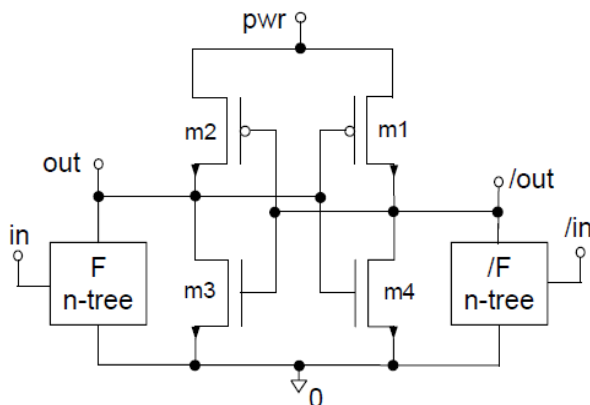 pwr
m2
m1
out
/out
in
/in
F
n-tree
/F
n-tree
m3
m4
0